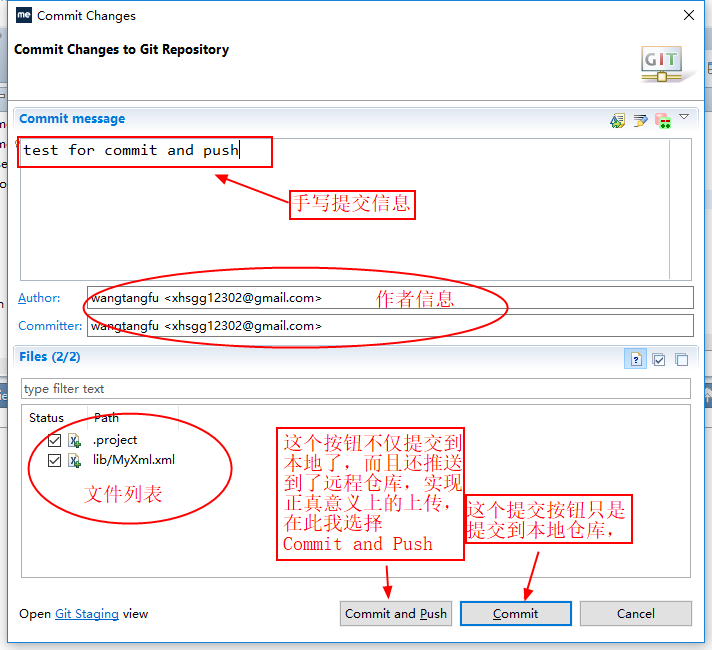 me Commit Changes
Commit Changes to Git Repository
GIT
Commit message
test for commit and push
手写提交信息
Author: wangtangfu <xhsgg12302@gmail.com> 作者信息
Committer: wangtangfu <xhsgg12302@gmail.com>
Files (2/2)
type filter text
Status Path
.project
lib/MyXml.xml
文件列表
这个按钮不仅提交到
本地了，而且还推送
到了远程仓库，实现
正真意义上的上传，
在此我选择
Commit and Push
这个提交按钮只是
提交到本地仓库，
Open Git Staging view
Commit and Push
Commit
Cancel